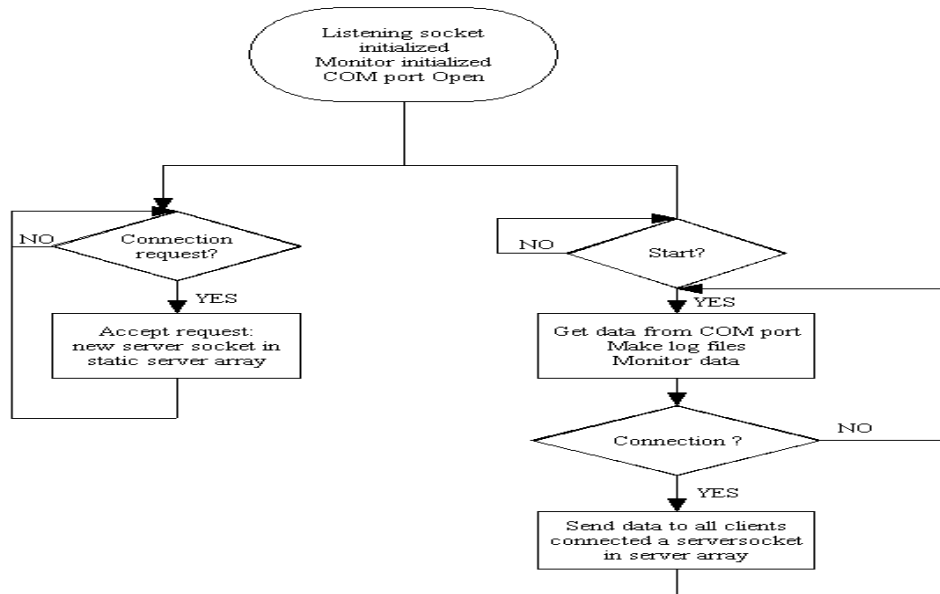 Listening socket
initialized
Monitor initialized
COM port Open
NO
Connection
request?
YES
Accept request:
new server socket in
static server array
NO
Start?
YES
Get data from COM port
Make log files
Monitor data
Connection ?
NO
YES
Send data to all clients
connected a serversocket
in server array